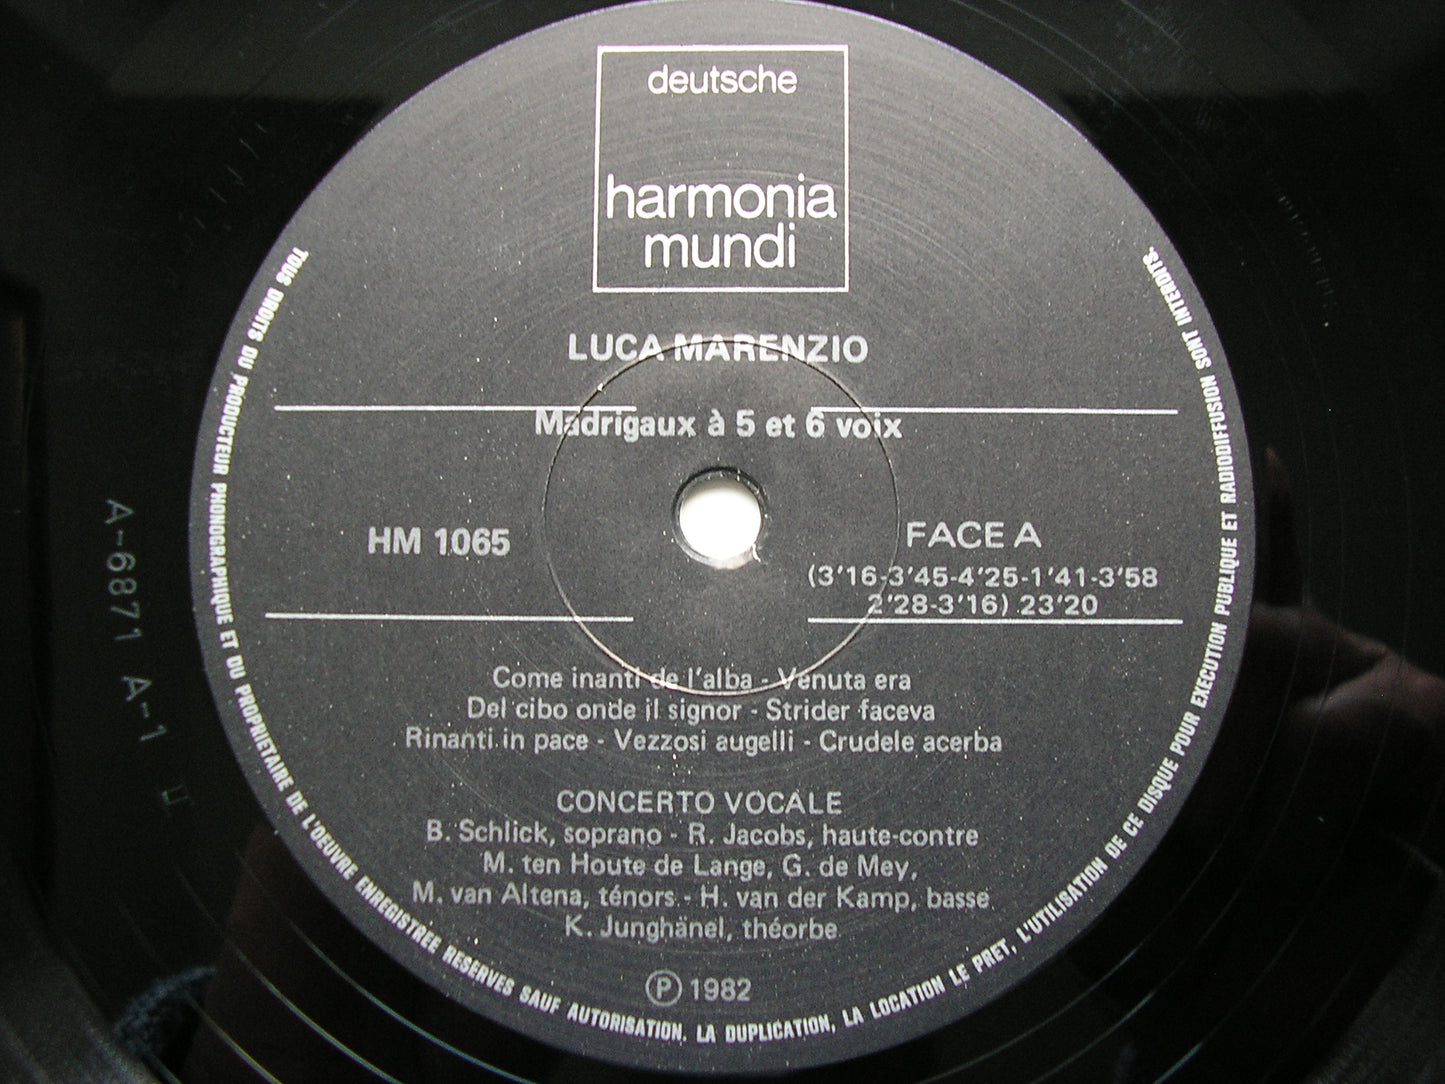 deutsche
harmonia
mundi
LUCA MARENZIO
Madrigaux à 5 et 6 voix
HM 1065
FACE A
(3'16-3'45-4'25-1'41-3'58
2'28-3'16) 23'20
Come inanti de l'alba - Venuta era
Del cibo onde il signor - Strider faceva
Rinanti in pace - Vezzosi augelli - Crudele acerba
CONCERTO VOCALE
B. Schlick, soprano - R. Jacobs, haute-contre
M. ten Houte de Lange, G. de Mey,
M. van Altena, ténors - H. van der Kamp, basse
K. Junghänel, théorbe
℗ 1982
TOUS DROITS DU PRODUCTEUR PHONOGRAPHIQUE ET DU PROPRIETAIRE DE L'OEUVRE ENREGISTREE RESERVES SAUF AUTORISATION, LA DUPLICATION, LA LOCATION LE PRET, L'UTILISATION DE CE DISQUE POUR EXECUTION PUBLIQUE ET RADIODIFFUSION SONT INTERDITS.
A-6871 A-1